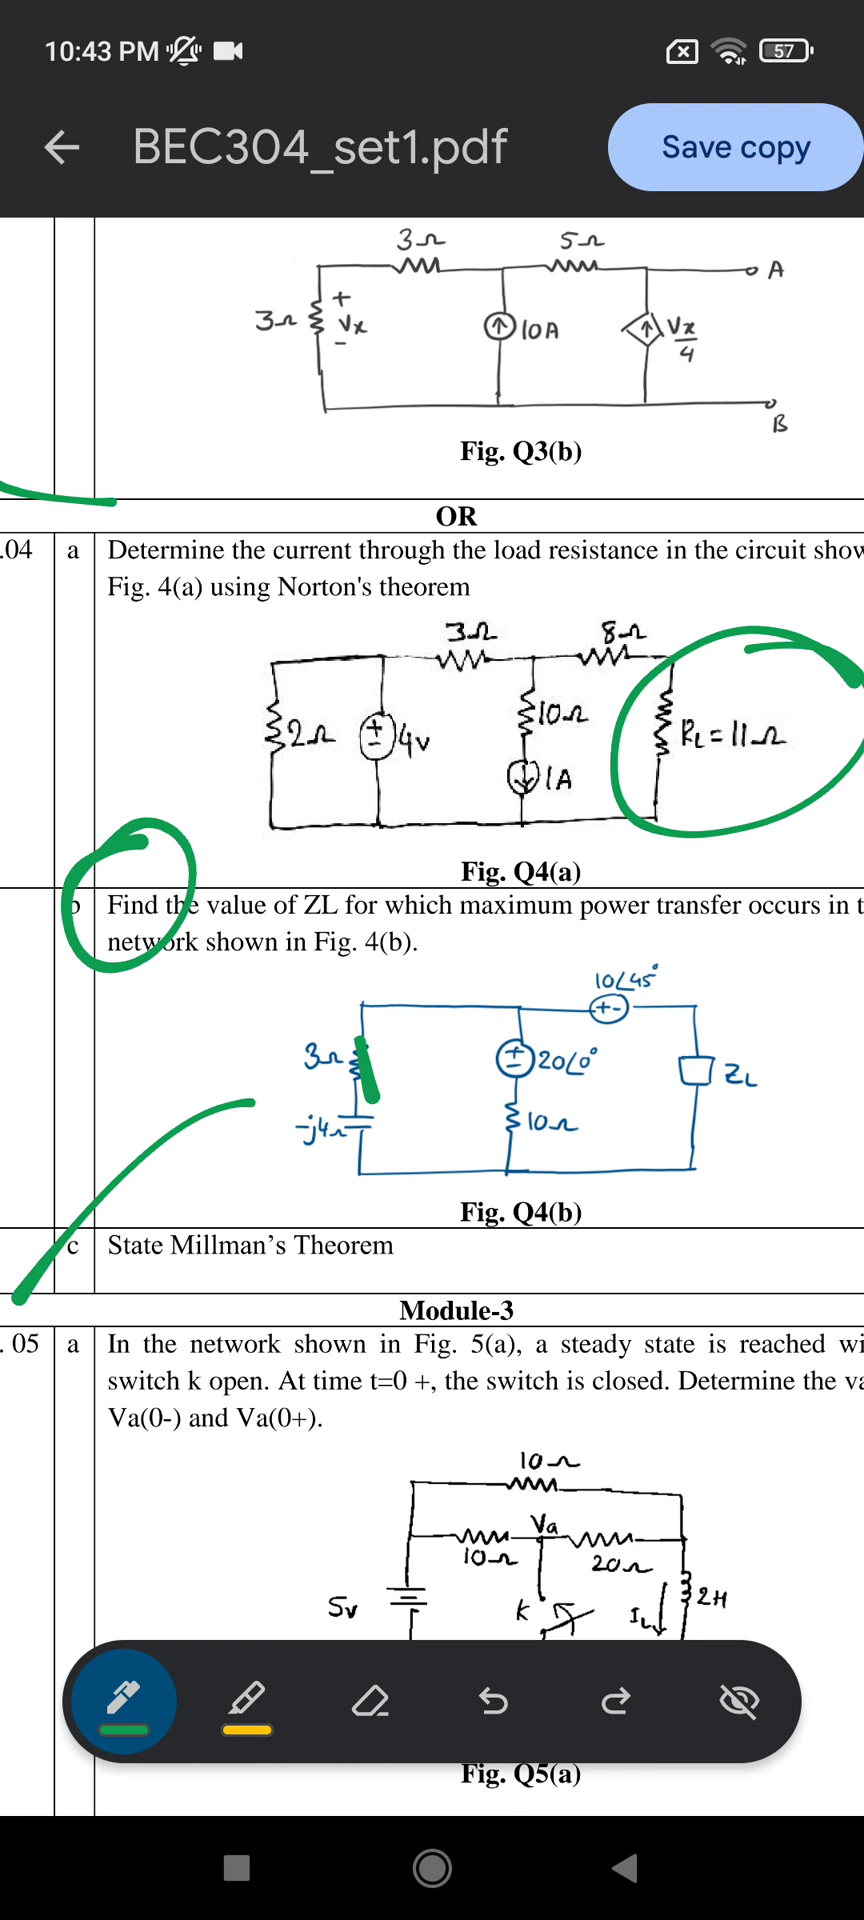 10:43 PM
57
BEC304_set1.pdf
Save copy
3Ω 5Ω
A
3Ω + Vx - 10A Vx/4
B
Fig. Q3(b)
OR
.04 a Determine the current through the load resistance in the circuit show
Fig. 4(a) using Norton's theorem
3Ω 8Ω
2Ω + - 4v 10Ω RL = 11Ω
1A
Fig. Q4(a)
b Find the value of ZL for which maximum power transfer occurs in t
network shown in Fig. 4(b).
10∠45°
+ -
3Ω + - 20∠0° ZL
-j4Ω 10Ω
Fig. Q4(b)
c State Millman’s Theorem
Module-3
. 05 a In the network shown in Fig. 5(a), a steady state is reached wi
switch k open. At time t=0 +, the switch is closed. Determine the va
Va(0-) and Va(0+).
10Ω
Va
10Ω 20Ω
5v K IL 2H
Fig. Q5(a)